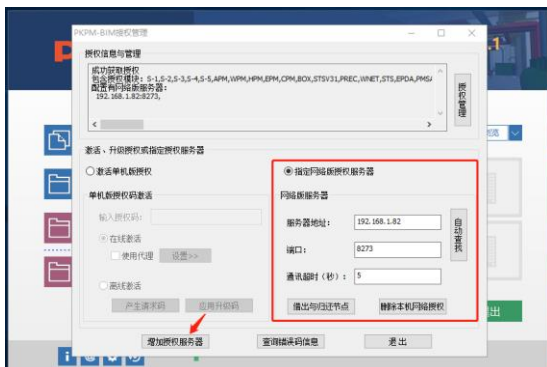 PKPM-BIM授权管理
.1
授权信息与管理
成功获取授权
包含授权模块: S-1,S-2,S-3,S-4,S-5,APM,WPM,HPM,EPM,CPM,BOX,STSV31,PREC,WNET,STS,EPDA,PMSA
配置有网络版服务器:
192.168.1.82:8273,
授权管理
激活、升级授权或指定授权服务器
激活单机版授权
指定网络版授权服务器
单机版授权码激活
网络版服务器
输入授权码:
服务器地址:
192.168.1.82
自动查找
在线激活
使用代理
设置>>
端口:
8273
通讯超时（秒）:
5
离线激活
产生请求码
应用升级码
借出与归还节点
删除本机网络授权
出
增加授权服务器
查询错误码信息
退出